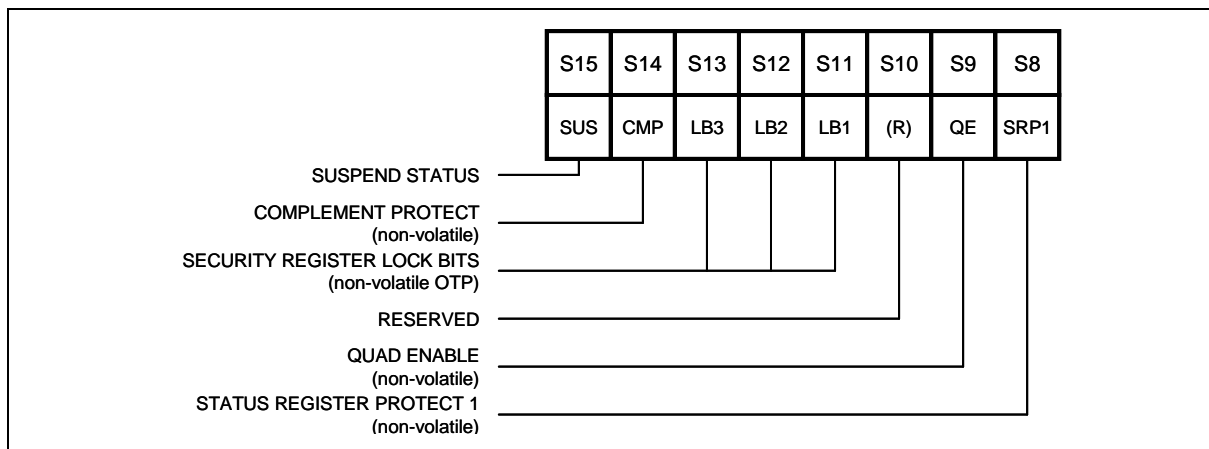 S15 S14 S13 S12 S11 S10 S9 S8
SUS CMP LB3 LB2 LB1 (R) QE SRP1
SUSPEND STATUS
COMPLEMENT PROTECT
(non-volatile)
SECURITY REGISTER LOCK BITS
(non-volatile OTP)
RESERVED
QUAD ENABLE
(non-volatile)
STATUS REGISTER PROTECT 1
(non-volatile)